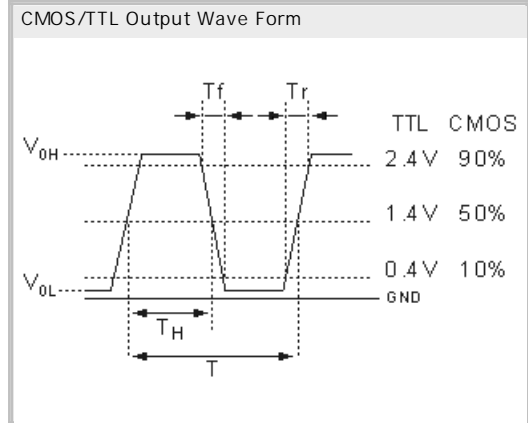 CMOS/TTL Output Wave Form
Tf Tr
TTL CMOS
VOH
2.4V 90%
1.4V 50%
0.4V 10%
VOL
GND
TH
T